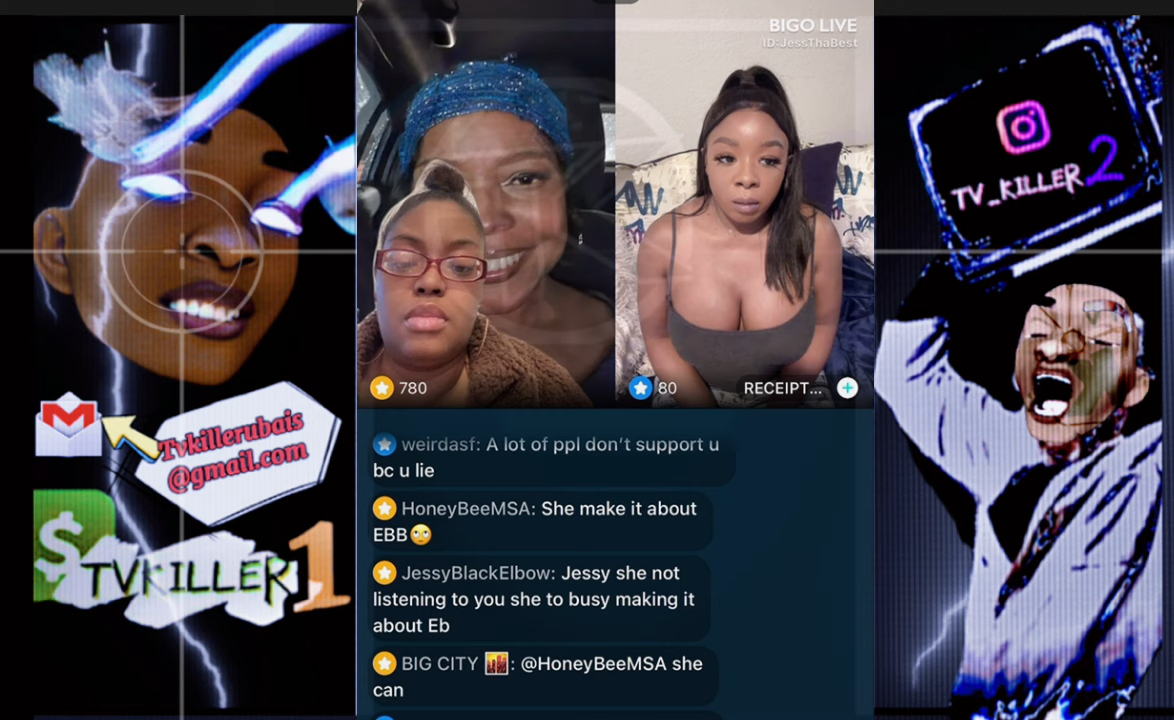 BIGO LIVE
ID:JessThaBest
TV_KILLER 2
780
80
RECEIPT...
Tvkillerubais
@gmail.com
$
TVKILLER1
weirdasf: A lot of ppl don’t support u
bc u lie
HoneyBeeMSA: She make it about
EBB🙄
JessyBlackElbow: Jessy she not
listening to you she to busy making it
about Eb
BIG CITY 🌇: @HoneyBeeMSA she
can